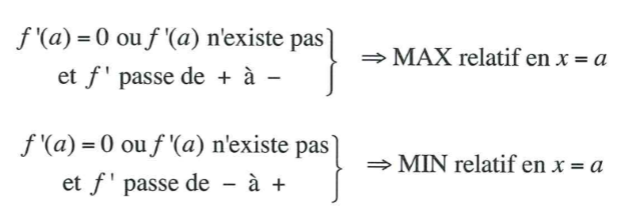 f '(a) = 0 ou f '(a) n'existe pas
et f ' passe de + à −
⇒ MAX relatif en x = a
f '(a) = 0 ou f '(a) n'existe pas
et f ' passe de − à +
⇒ MIN relatif en x = a